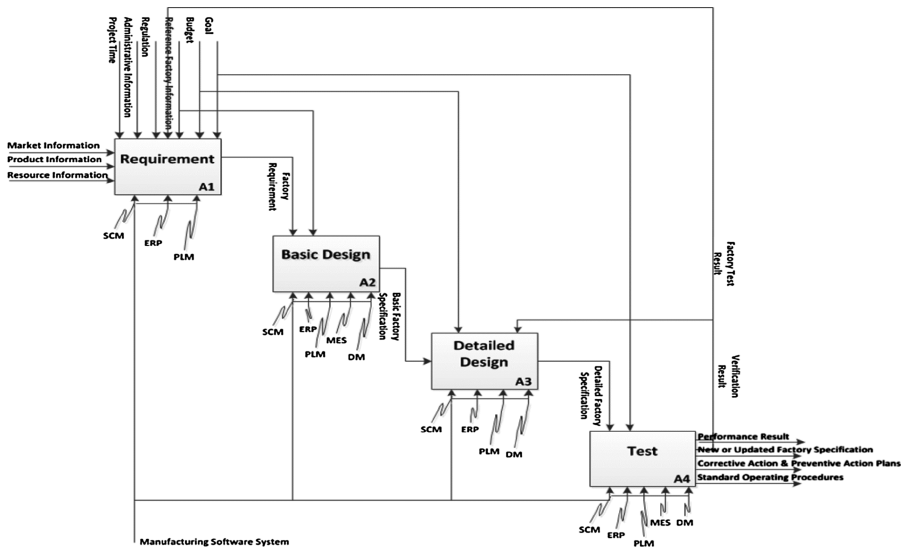 Project Time
Administrative Information
Regulation
Reference Factory Information
Budget
Goal
Market Information
Product Information
Resource Information
Requirement
A1
SCM
ERP
PLM
Factory
Requirement
Basic Design
A2
SCM
ERP
PLM
MES
DM
Basic Factory
Specification
Detailed
Design
A3
SCM
ERP
PLM
DM
Detailed Factory
Specification
Factory Test
Result
Verification
Result
Test
A4
SCM
ERP
PLM
MES
DM
Performance Result
New or Updated Factory Specification
Corrective Action & Preventive Action Plans
Standard Operating Procedures
Manufacturing Software System